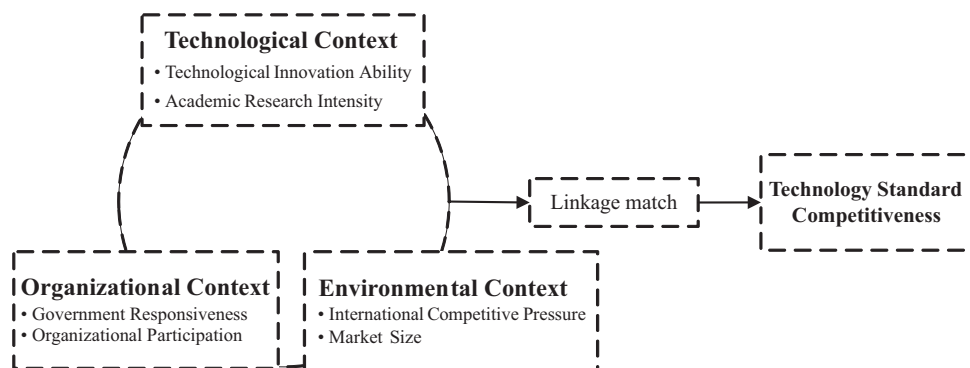 Technological Context
• Technological Innovation Ability
• Academic Research Intensity
Linkage match
Technology Standard
Competitiveness
Organizational Context
• Government Responsiveness
• Organizational Participation
Environmental Context
• International Competitive Pressure
• Market Size